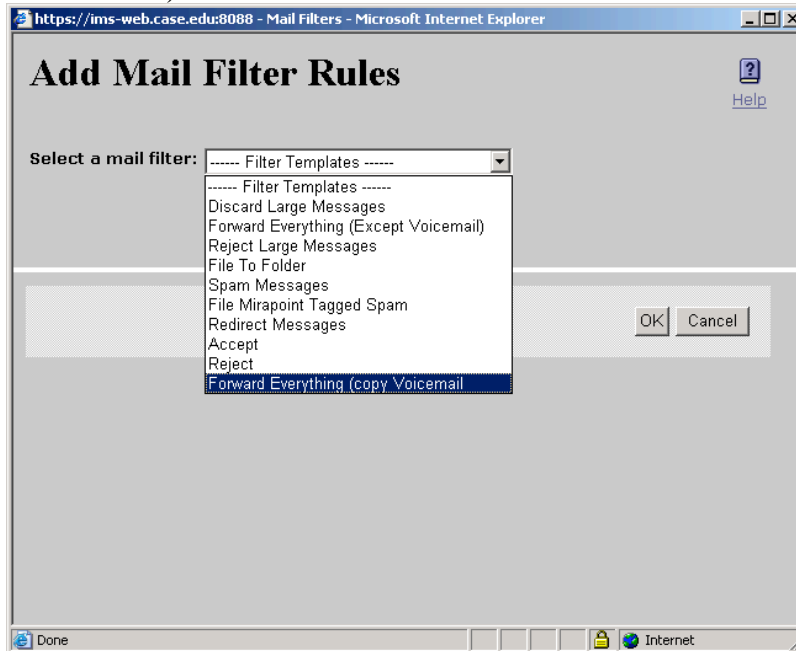 https://ims-web.case.edu:8088 - Mail Filters - Microsoft Internet Explorer
Add Mail Filter Rules
?
Help
Select a mail filter:
------ Filter Templates ------
------ Filter Templates ------
Discard Large Messages
Forward Everything (Except Voicemail)
Reject Large Messages
File To Folder
Spam Messages
File Mirapoint Tagged Spam
Redirect Messages
Accept
Reject
Forward Everything (copy Voicemail
OK
Cancel
Done
Internet